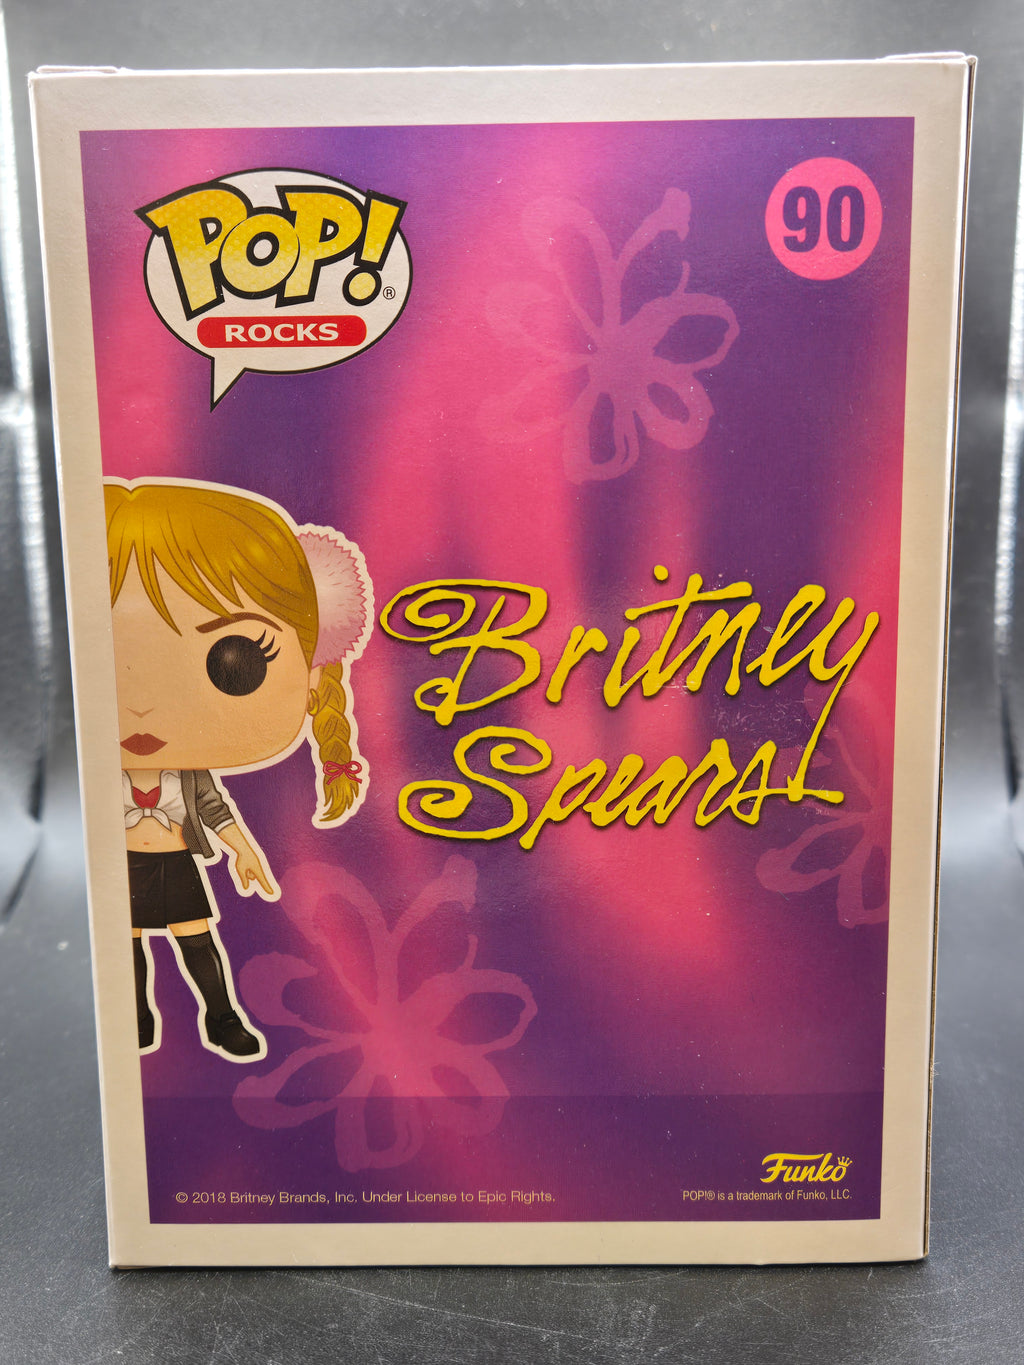 POP!®
ROCKS
90
Britney
Spears
Funko
© 2018 Britney Brands, Inc. Under License to Epic Rights.
POP!® is a trademark of Funko, LLC.